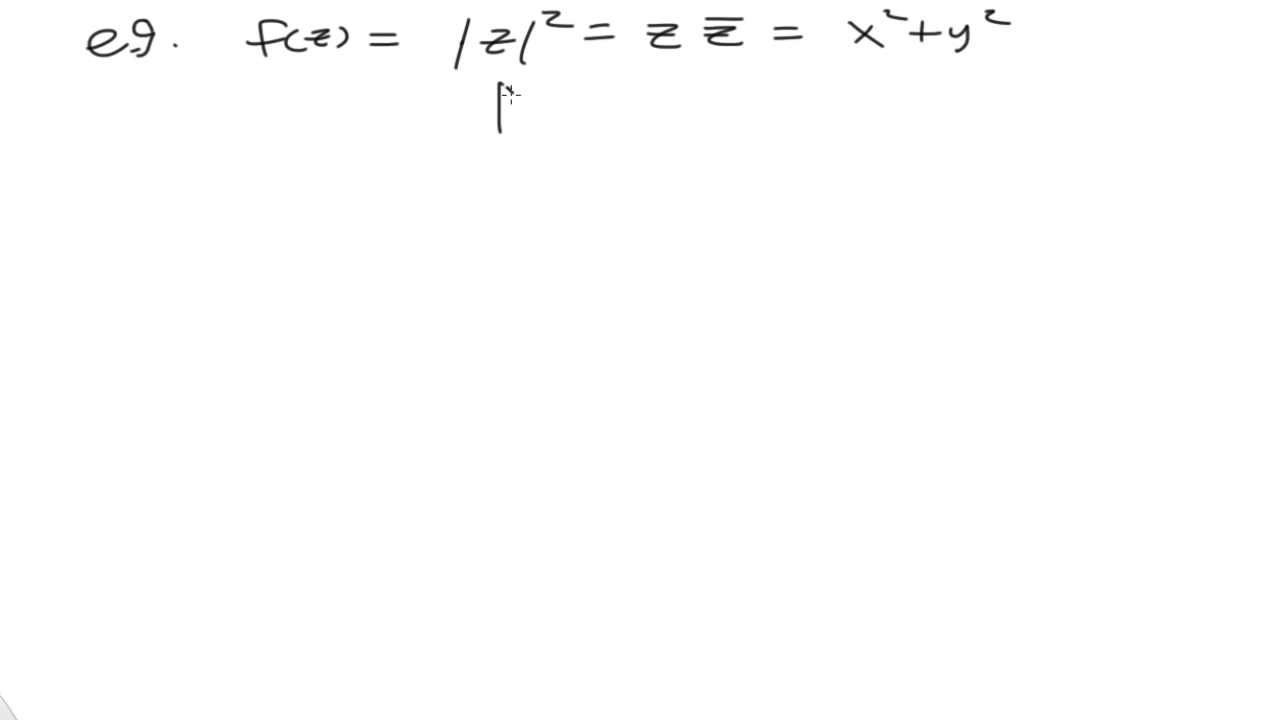 e.g. f(z) = |z|² = z z̅ = x² + y²